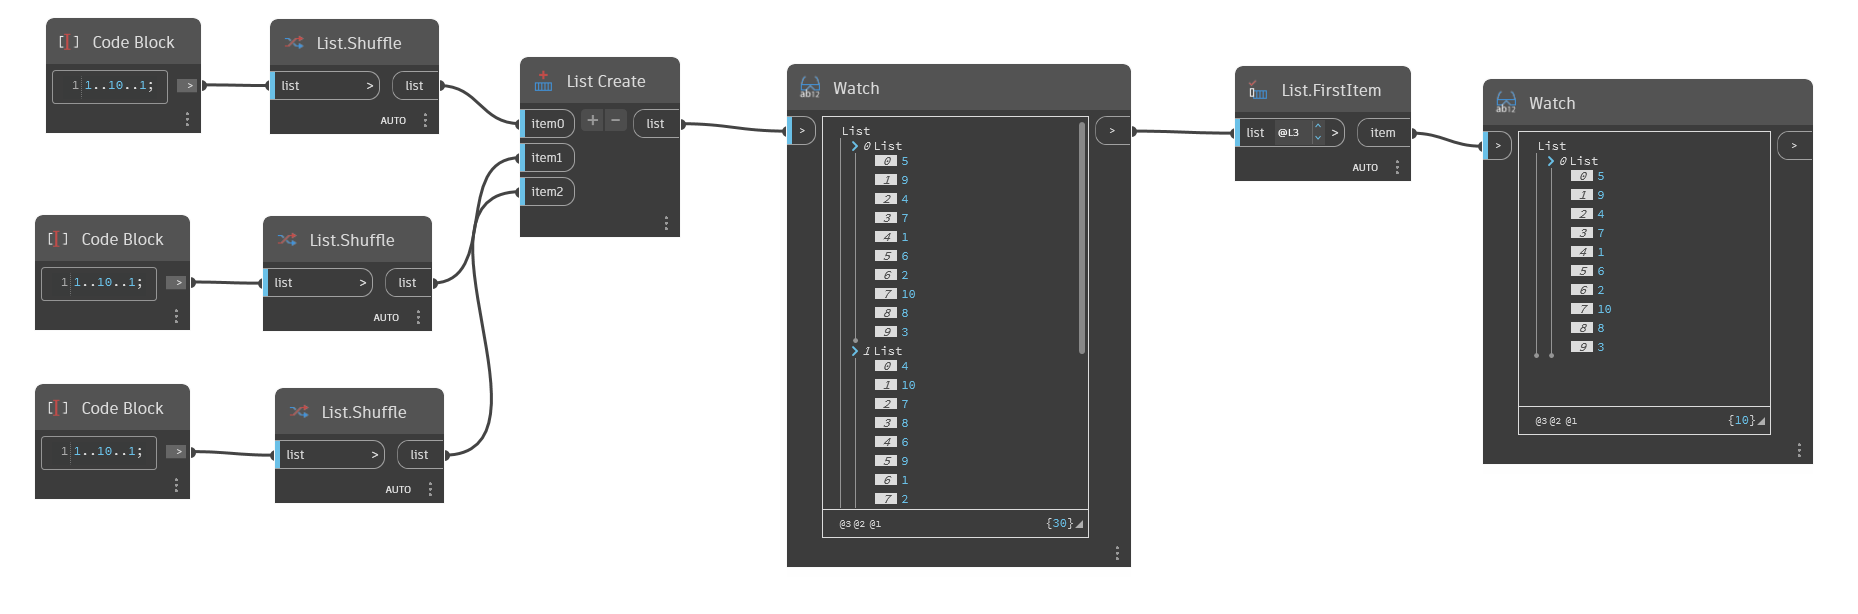 Code Block
1 1..10..1; >
List.Shuffle
list > list
AUTO
List Create
item0 + − list
item1
item2
Code Block
1 1..10..1; >
List.Shuffle
list > list
AUTO
Code Block
1 1..10..1; >
List.Shuffle
list > list
AUTO
Watch
> >
List
0 List
0 5
1 9
2 4
3 7
4 1
5 6
6 2
7 10
8 8
9 3
1 List
0 4
1 10
2 7
3 8
4 6
5 9
6 1
7 2
@3 @2 @1 {30}
List.FirstItem
list @L3 > item
AUTO
Watch
> >
List
0 List
0 5
1 9
2 4
3 7
4 1
5 6
6 2
7 10
8 8
9 3
@3 @2 @1 {10}